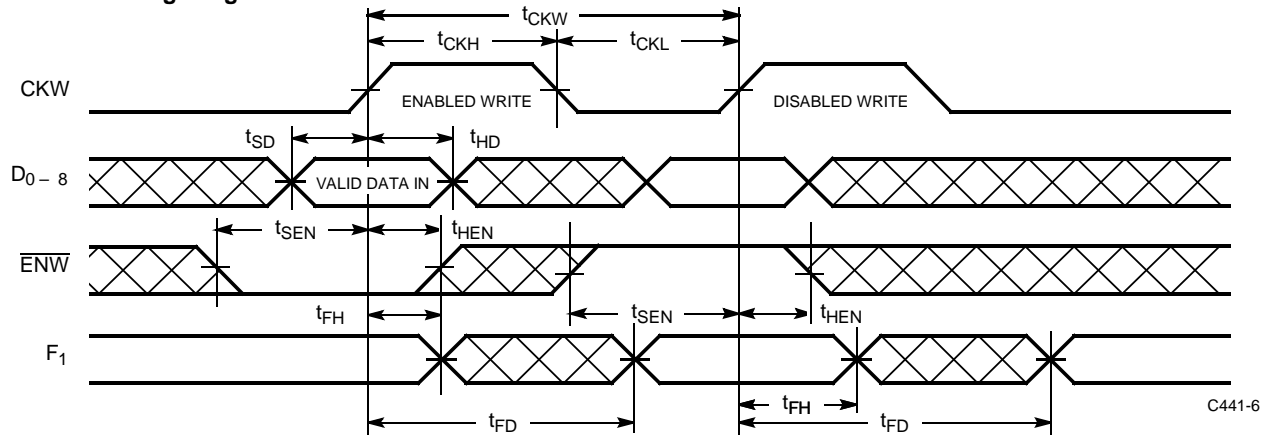 tCKW
tCKH
tCKL
CKW
ENABLED WRITE
DISABLED WRITE
tSD
tHD
D0 – 8
VALID DATA IN
tSEN
tHEN
ENW
tFH
tSEN
tHEN
F1
tFH
C441-6
tFD
tFD